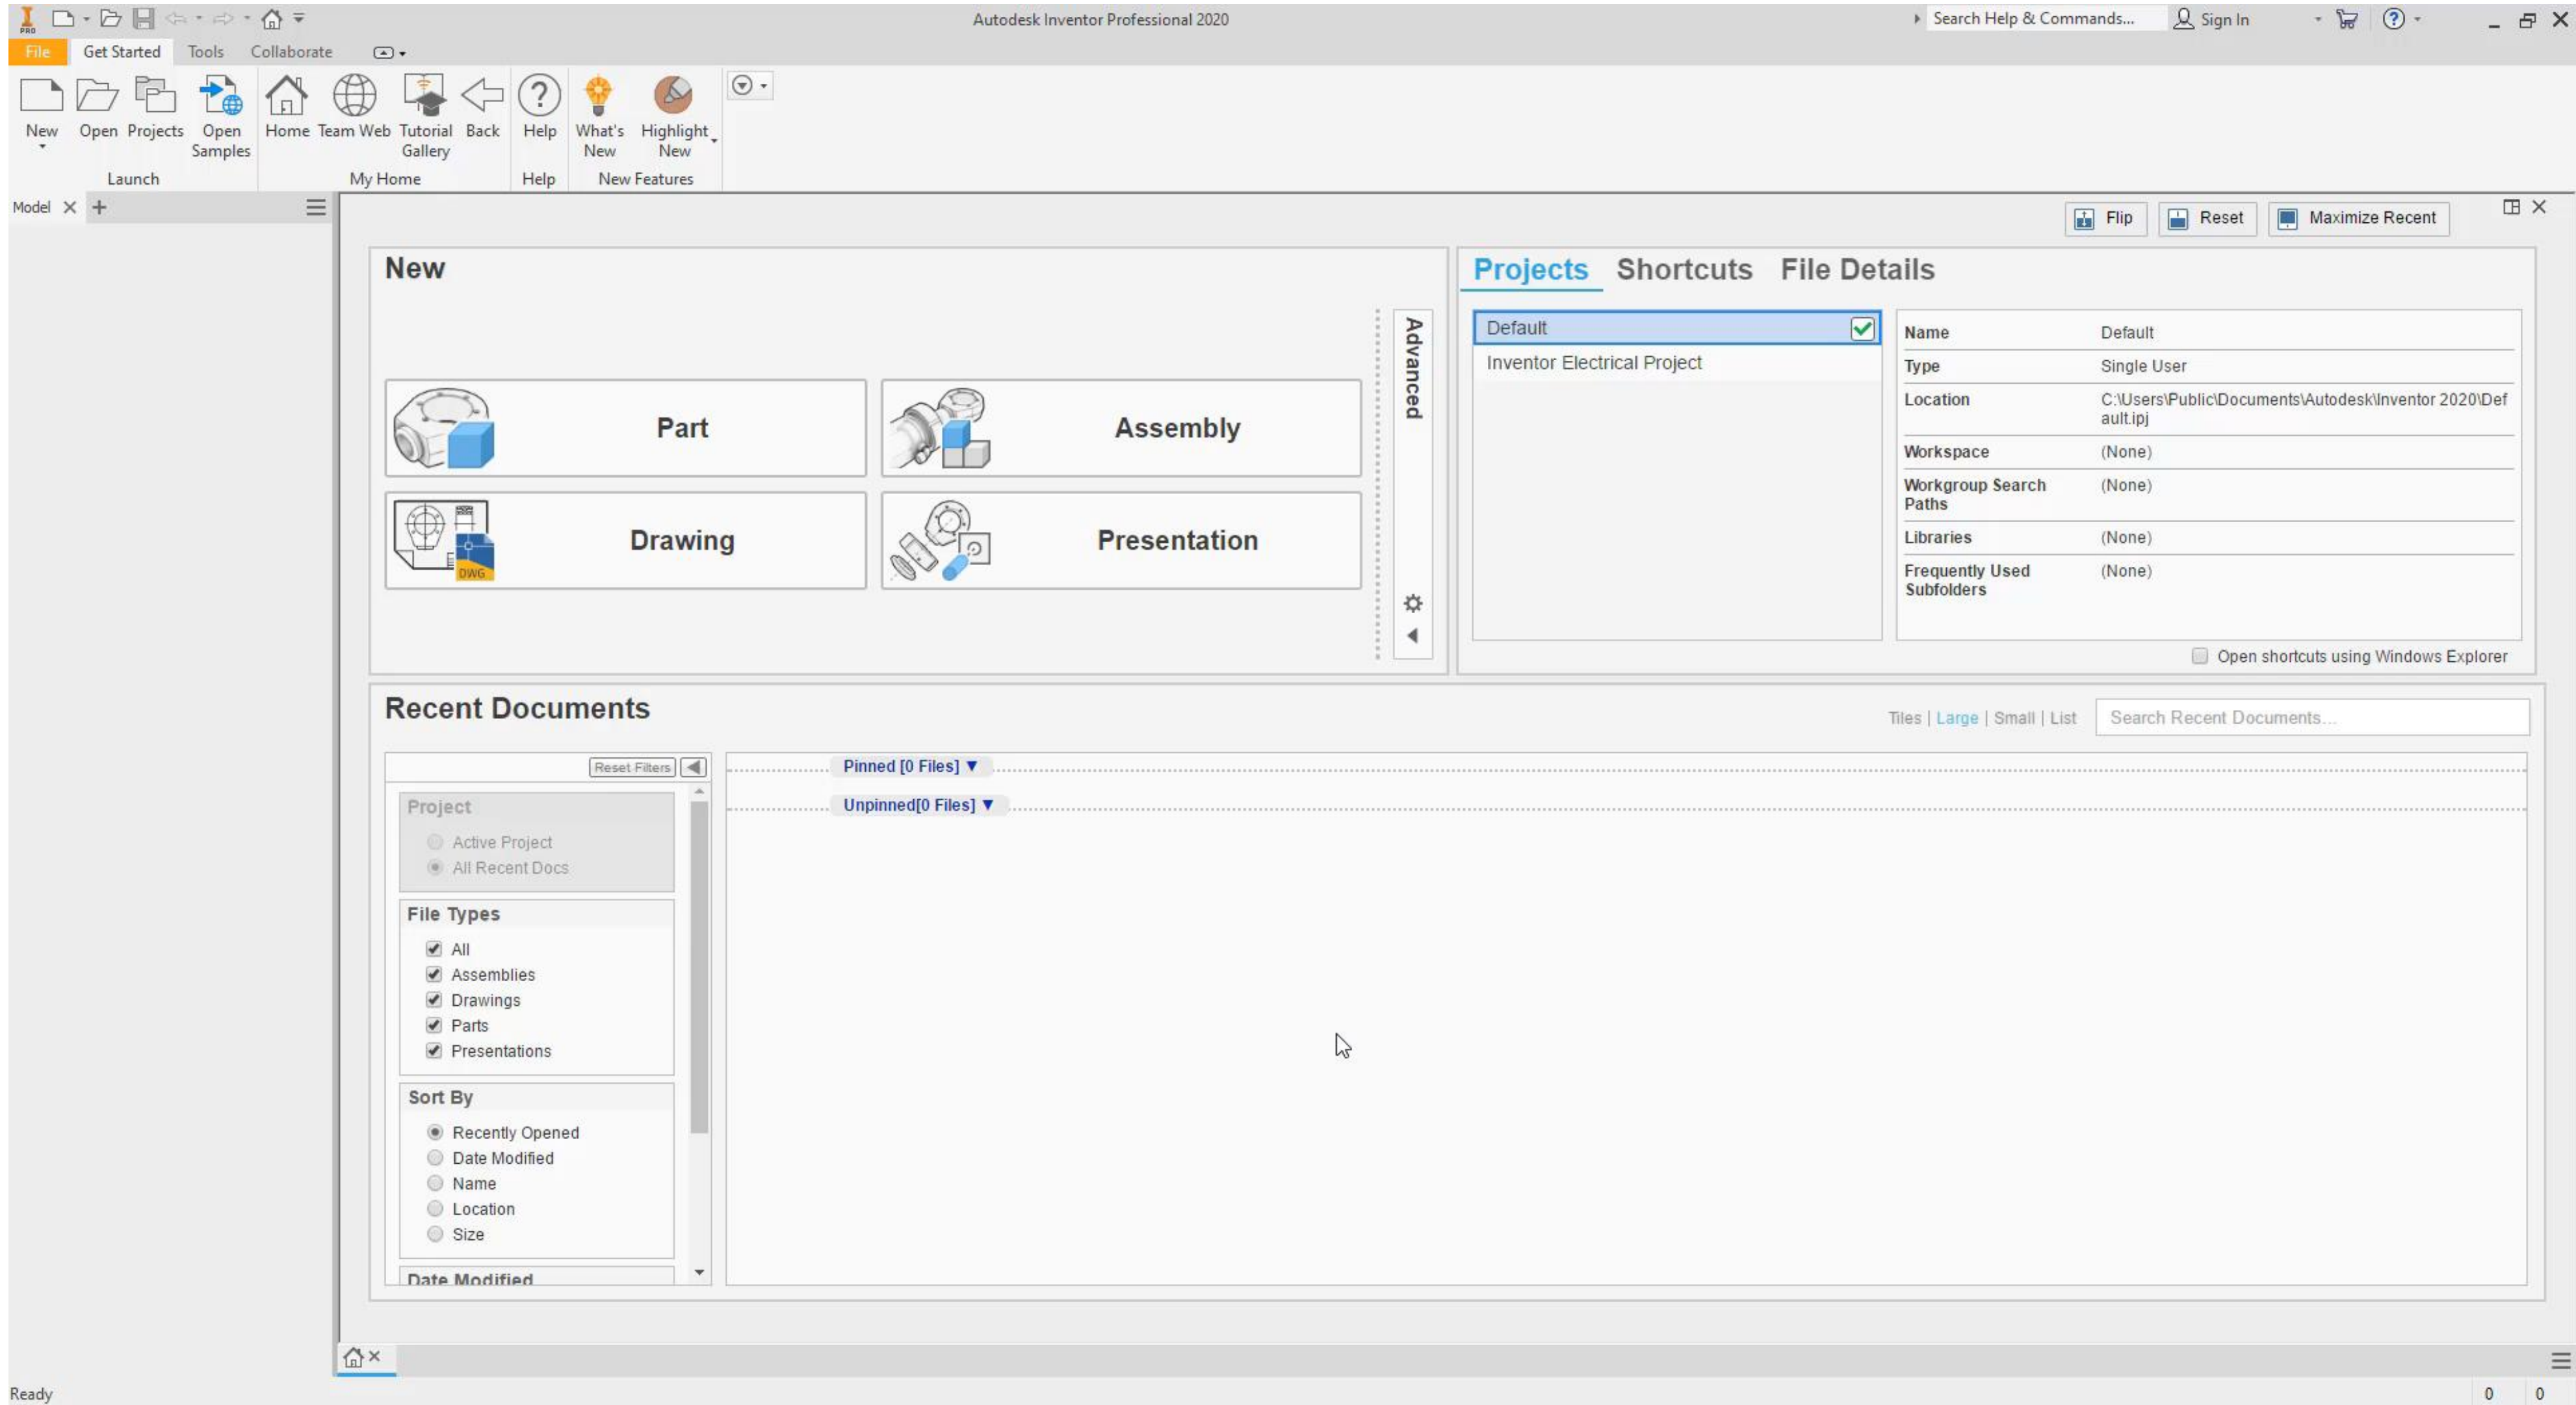 PRO
Autodesk Inventor Professional 2020
Search Help & Commands...
Sign In
File
Get Started
Tools
Collaborate
New
Open
Projects
Open Samples
Home
Team Web
Tutorial Gallery
Back
Help
What's New
Highlight New
Launch
My Home
Help
New Features
Model
Flip
Reset
Maximize Recent
New
Part
Assembly
Drawing
DWG
Presentation
Advanced
Projects
Shortcuts
File Details
Default
Inventor Electrical Project
Name Default
Type Single User
Location C:\Users\Public\Documents\Autodesk\Inventor 2020\Def
ault.ipj
Workspace (None)
Workgroup Search (None)
Paths
Libraries (None)
Frequently Used (None)
Subfolders
Open shortcuts using Windows Explorer
Recent Documents
Tiles | Large | Small | List
Search Recent Documents...
Reset Filters
Pinned [0 Files]
Unpinned[0 Files]
Project
Active Project
All Recent Docs
File Types
All
Assemblies
Drawings
Parts
Presentations
Sort By
Recently Opened
Date Modified
Name
Location
Size
Date Modified
Ready
0 0